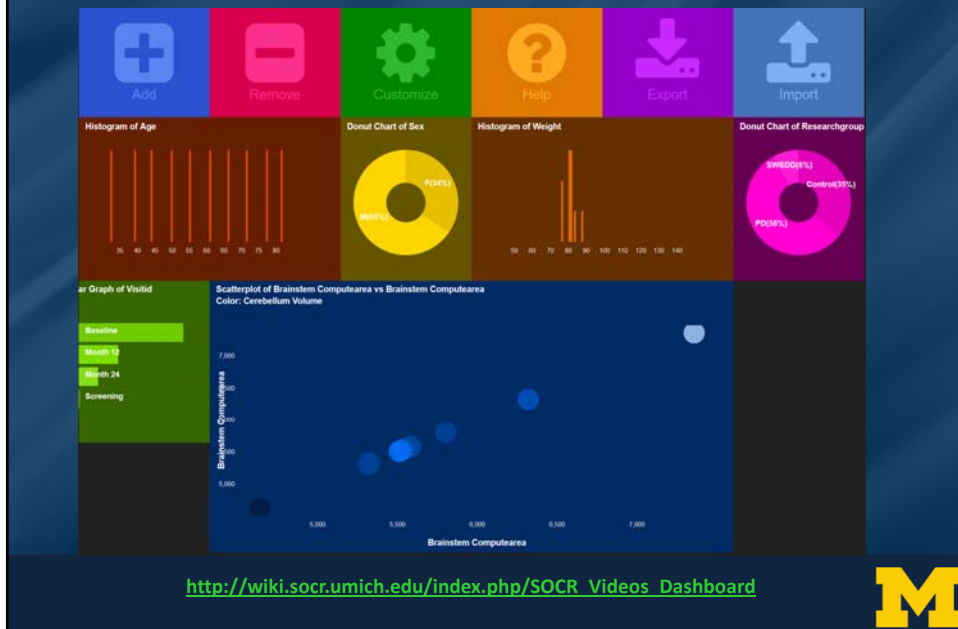 Add
Remove
Customize
Help
Export
Import
Histogram of Age
35 40 45 50 55 60 65 70 75 80
Donut Chart of Sex
F(34%)
M(65%)
Histogram of Weight
50 60 70 80 90 100 110 120 130 140
Donut Chart of Researchgroup
SWEDD(8%)
Control(35%)
PD(56%)
ar Graph of Visitid
Baseline
Month 12
Month 24
Screening
Scatterplot of Brainstem Computearea vs Brainstem Computearea
Color: Cerebellum Volume
7,000
5,000
Brainstem Computearea
5,000 5,500 6,000 6,500 7,000
Brainstem Computearea
http://wiki.socr.umich.edu/index.php/SOCR_Videos_Dashboard
M